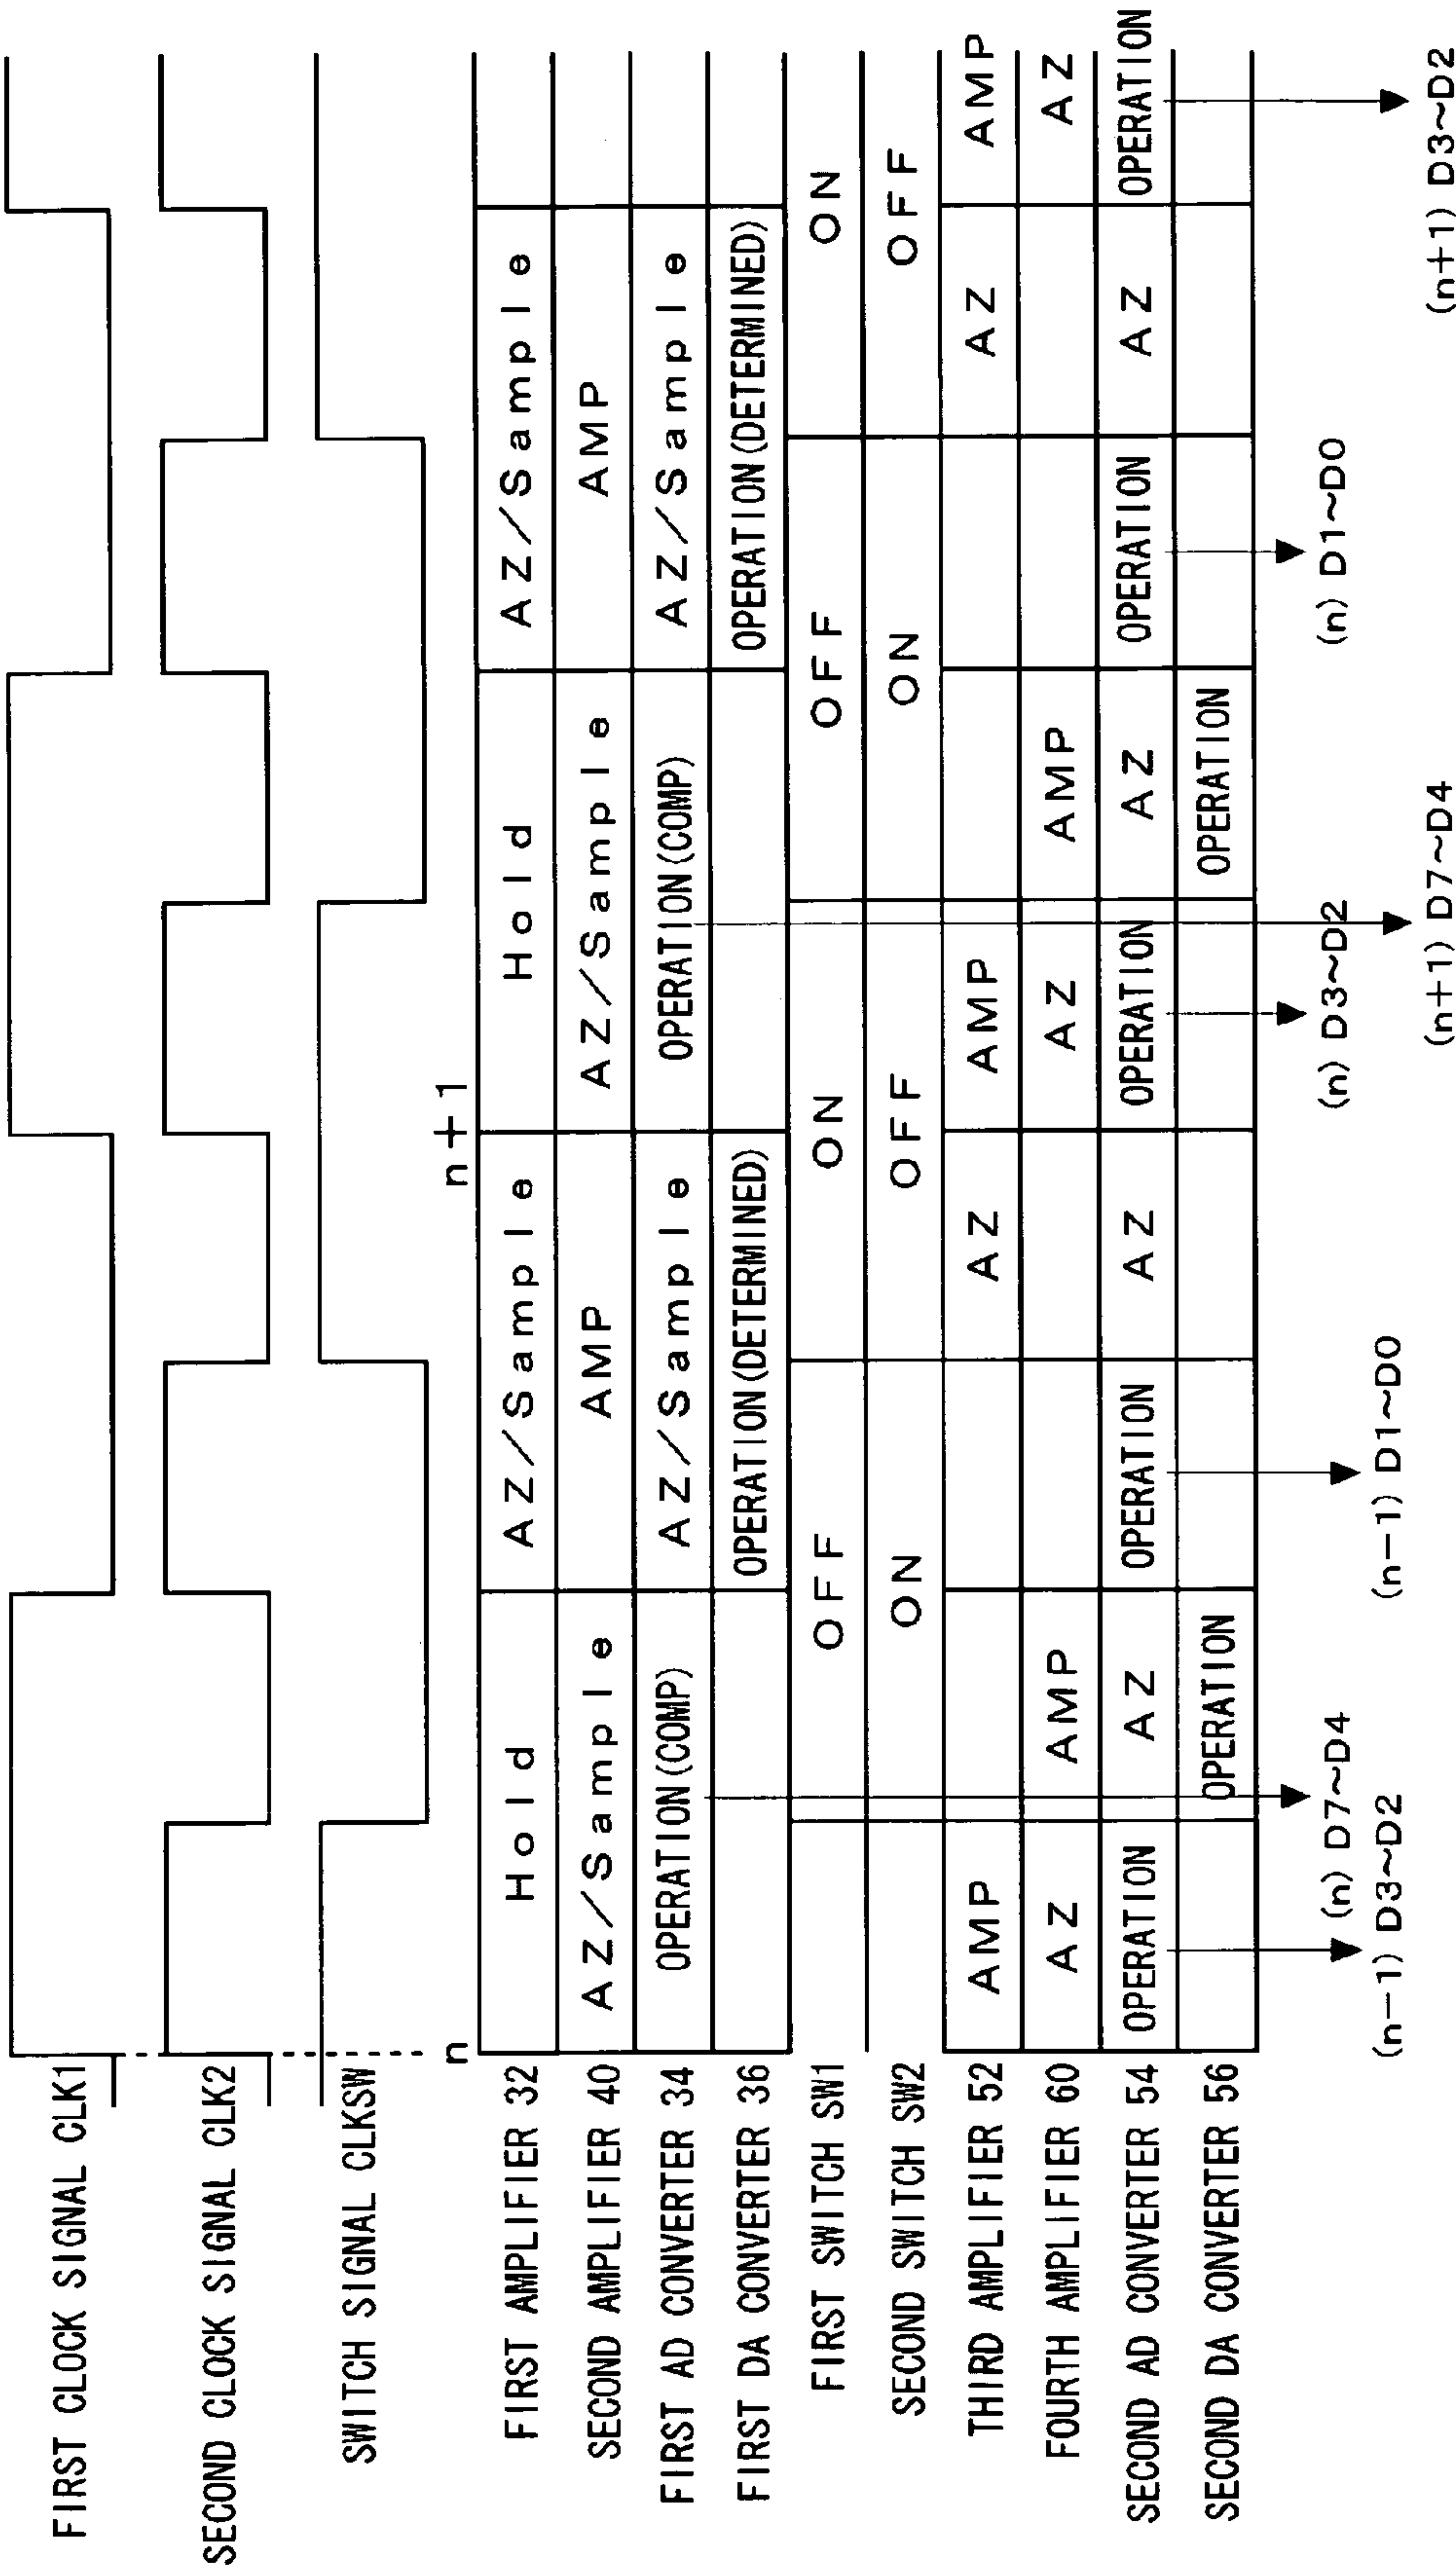 FIRST CLOCK SIGNAL CLK1
SECOND CLOCK SIGNAL CLK2
SWITCH SIGNAL CLKSW
n
n+1
FIRST AMPLIFIER 32 Hold AZ/Sample Hold AZ/Sample
SECOND AMPLIFIER 40 AZ/Sample AMP AZ/Sample AMP
FIRST AD CONVERTER 34 OPERATION(COMP) AZ/Sample OPERATION(COMP) AZ/Sample
FIRST DA CONVERTER 36 OPERATION(DETERMINED) OPERATION(DETERMINED)
FIRST SWITCH SW1 OFF ON OFF ON
SECOND SWITCH SW2 ON OFF ON OFF
THIRD AMPLIFIER 52 AMP AZ AMP AZ AMP
FOURTH AMPLIFIER 60 AZ AMP AZ AMP AZ
SECOND AD CONVERTER 54 OPERATION AZ OPERATION AZ OPERATION AZ OPERATION AZ OPERATION
SECOND DA CONVERTER 56 OPERATION OPERATION
(n) D7~D4
(n) D3~D2
(n) D1~D0
(n-1) D3~D2
(n-1) D1~D0
(n+1) D7~D4
(n+1) D3~D2